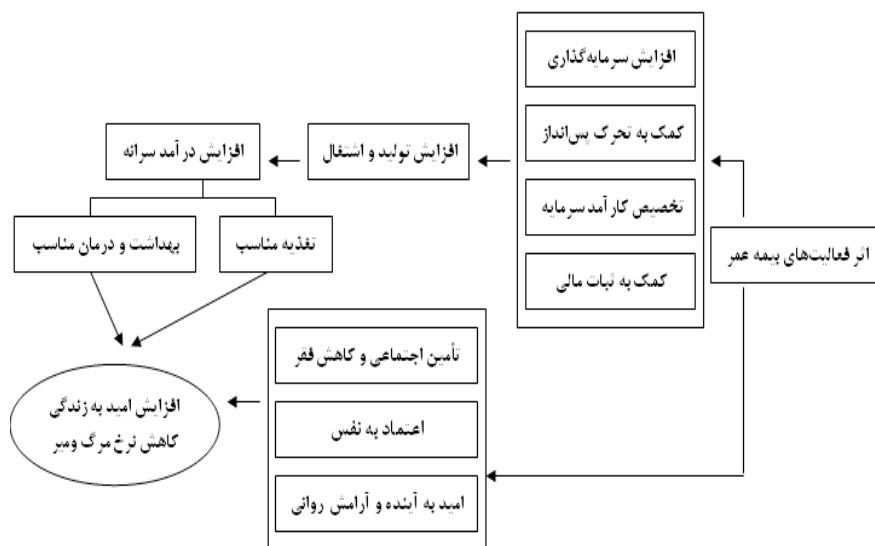 اثر فعالیت‌های بیمه عمر
افزایش سرمایه‌گذاری
کمک به تحرک پس‌انداز
تخصیص کارآمد سرمایه
کمک به ثبات مالی
افزایش تولید و اشتغال
افزایش درآمد سرانه
تغذیه مناسب
بهداشت و درمان مناسب
تأمین اجتماعی و کاهش فقر
اعتماد به نفس
امید به آینده و آرامش روانی
افزایش امید به زندگی
کاهش نرخ مرگ ومیر